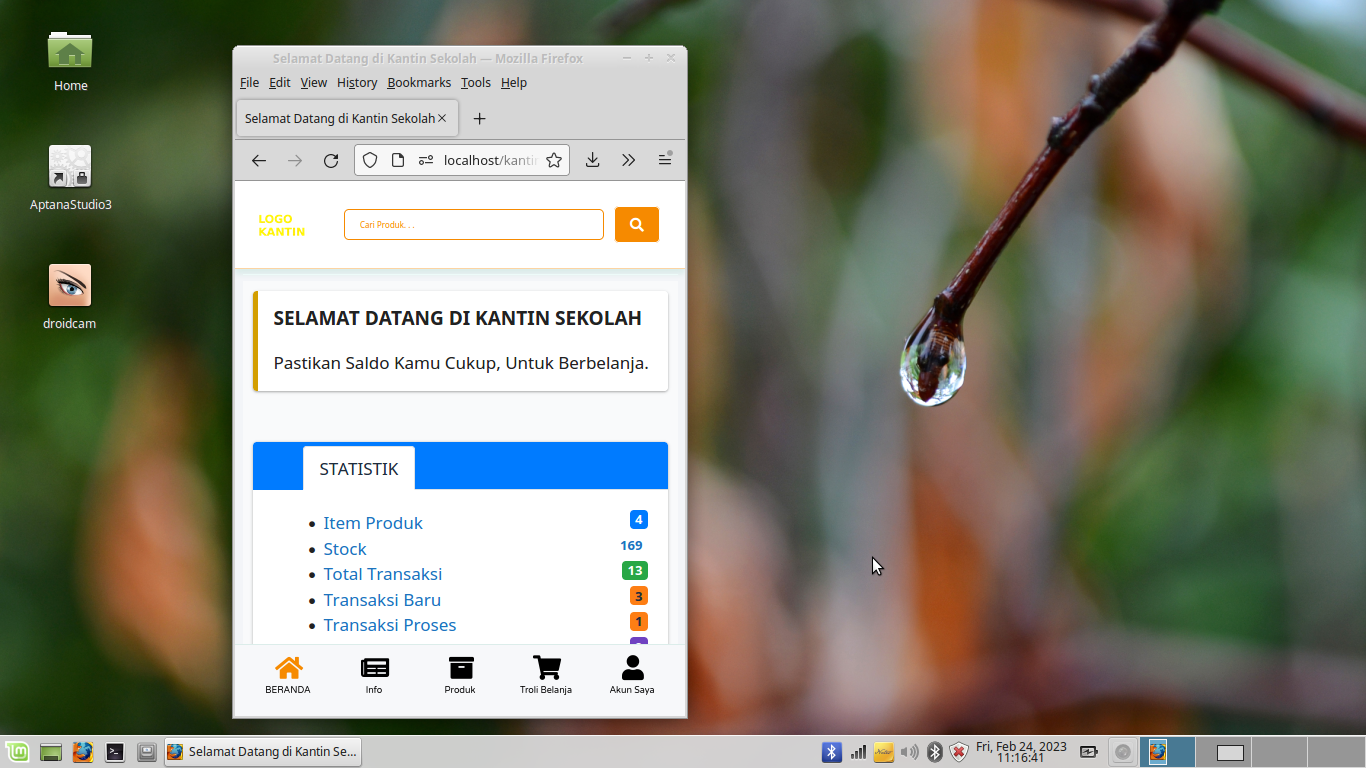 Home
AptanaStudio3
droidcam
Selamat Datang di Kantin Sekolah — Mozilla Firefox
File Edit View History Bookmarks Tools Help
Selamat Datang di Kantin Sekolah
localhost/kanti
LOGO
KANTIN
Cari Produk. . .
SELAMAT DATANG DI KANTIN SEKOLAH
Pastikan Saldo Kamu Cukup, Untuk Berbelanja.
STATISTIK
Item Produk 4
Stock 169
Total Transaksi 13
Transaksi Baru 3
Transaksi Proses 1
BERANDA Info Produk Troli Belanja Akun Saya
Selamat Datang di Kantin Se...
Fri, Feb 24, 2023
11:16:41